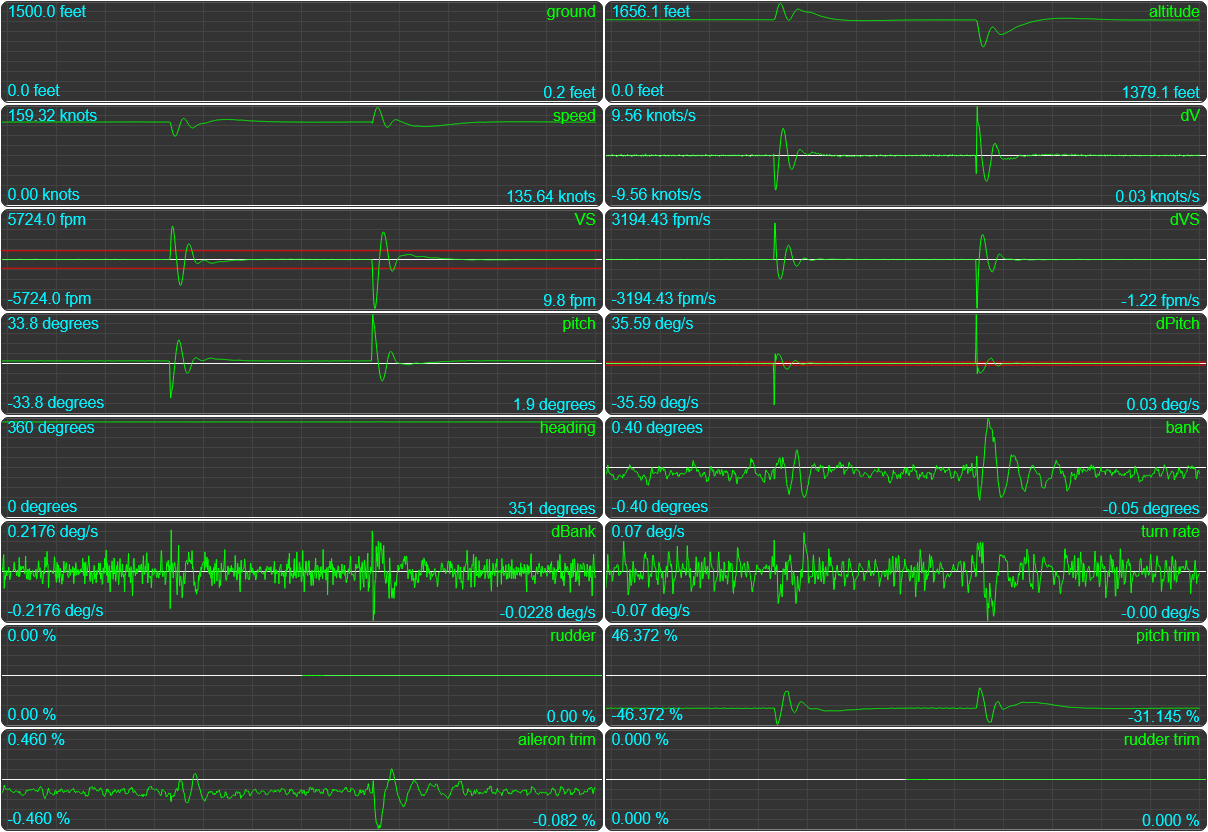 1500.0 feet ground
0.0 feet 0.2 feet
1656.1 feet altitude
0.0 feet 1379.1 feet
159.32 knots speed
0.00 knots 135.64 knots
9.56 knots/s dV
-9.56 knots/s 0.03 knots/s
5724.0 fpm VS
-5724.0 fpm 9.8 fpm
3194.43 fpm/s dVS
-3194.43 fpm/s -1.22 fpm/s
33.8 degrees pitch
-33.8 degrees 1.9 degrees
35.59 deg/s dPitch
-35.59 deg/s 0.03 deg/s
360 degrees heading
0 degrees 351 degrees
0.40 degrees bank
-0.40 degrees -0.05 degrees
0.2176 deg/s dBank
-0.2176 deg/s -0.0228 deg/s
0.07 deg/s turn rate
-0.07 deg/s -0.00 deg/s
0.00 % rudder
0.00 % 0.00 %
46.372 % pitch trim
-46.372 % -31.145 %
0.460 % aileron trim
-0.460 % -0.082 %
0.000 % rudder trim
0.000 % 0.000 %